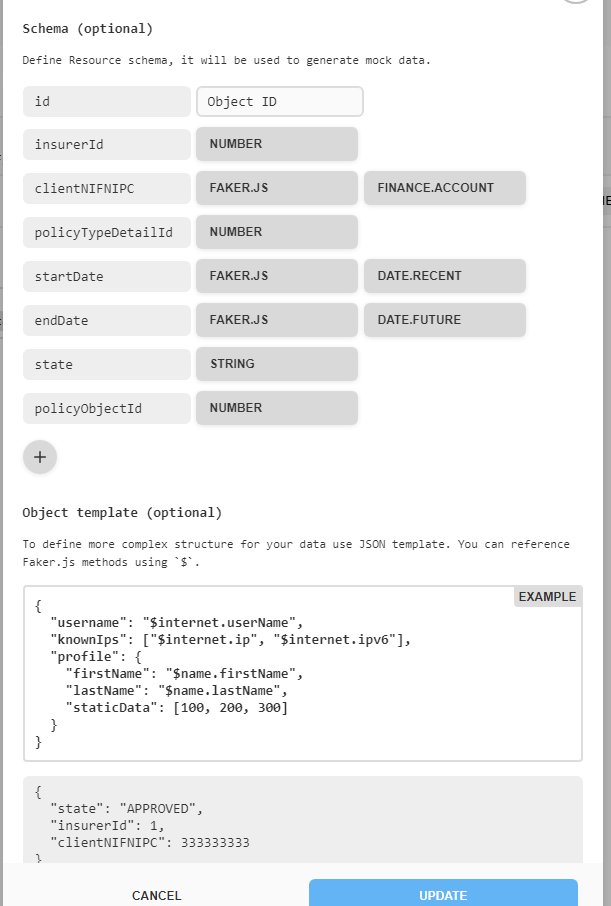 Schema (optional)
Define Resource schema, it will be used to generate mock data.
id Object ID
insurerId NUMBER
clientNIFNIPC FAKER.JS FINANCE.ACCOUNT
policyTypeDetailId NUMBER
startDate FAKER.JS DATE.RECENT
endDate FAKER.JS DATE.FUTURE
state STRING
policyObjectId NUMBER
+
Object template (optional)
To define more complex structure for your data use JSON template. You can reference
Faker.js methods using `$`.
EXAMPLE
{
  "username": "$internet.userName",
  "knownIps": ["$internet.ip", "$internet.ipv6"],
  "profile": {
    "firstName": "$name.firstName",
    "lastName": "$name.lastName",
    "staticData": [100, 200, 300]
  }
}
{
  "state": "APPROVED",
  "insurerId": 1,
  "clientNIFNIPC": 333333333
}
CANCEL UPDATE